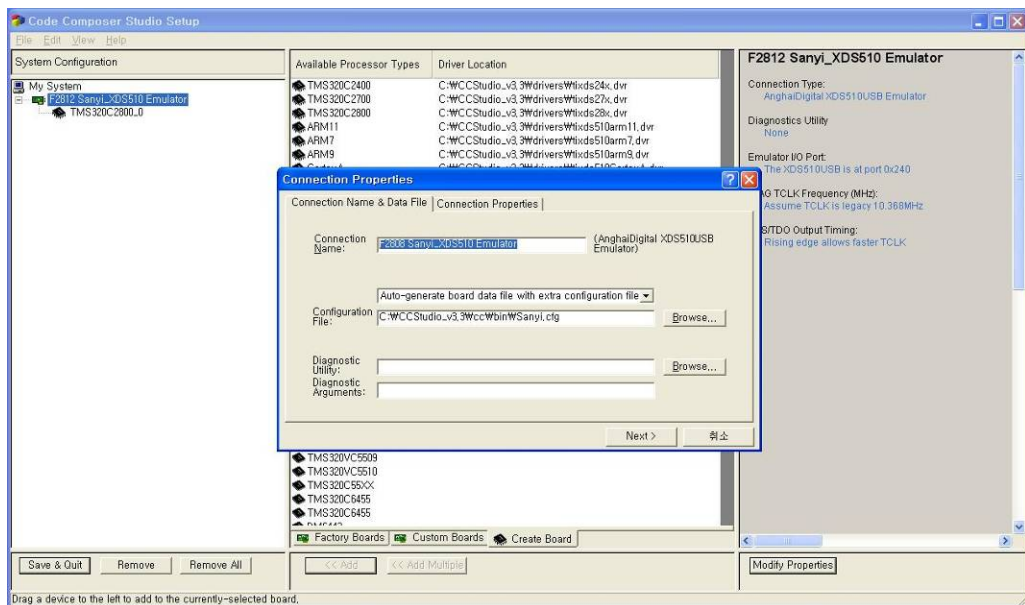 Code Composer Studio Setup
File Edit View Help
System Configuration
My System
F2812 Sanyi_XDS510 Emulator
TMS320C2800_0
Available Processor Types Driver Location
TMS320C2400 C:₩CCStudio_v3,3₩drivers₩tixds24x,dvr
TMS320C2700 C:₩CCStudio_v3,3₩drivers₩tixds27x,dvr
TMS320C2800 C:₩CCStudio_v3,3₩drivers₩tixds28x,dvr
ARM11 C:₩CCStudio_v3,3₩drivers₩tixds510arm11,dvr
ARM7 C:₩CCStudio_v3,3₩drivers₩tixds510arm7,dvr
ARM9 C:₩CCStudio_v3,3₩drivers₩tixds510arm9,dvr
Connection Properties
Connection Name & Data File Connection Properties
Connection Name: F2808 Sanyi_XDS510 Emulator (AnghaiDigital XDS510USB
Emulator)
Auto-generate board data file with extra configuration file
Configuration File: C:₩CCStudio_v3,3₩cc₩bin₩Sanyi,cfg Browse...
Diagnostic Utility: Browse...
Diagnostic Arguments:
Next > 취소
TMS320VC5509
TMS320VC5510
TMS320C55XX
TMS320C6455
TMS320C6455
Factory Boards Custom Boards Create Board
F2812 Sanyi_XDS510 Emulator
Connection Type:
AnghaiDigital XDS510USB Emulator
Diagnostics Utility
None
Emulator I/O Port:
The XDS510USB is at port 0x240
TCLK Frequency (MHz):
Assume TCLK is legacy 10.368MHz
Output Timing:
Rising edge allows faster TCLK
Save & Quit Remove Remove All << Add << Add Multiple Modify Properties
Drag a device to the left to add to the currently-selected board,